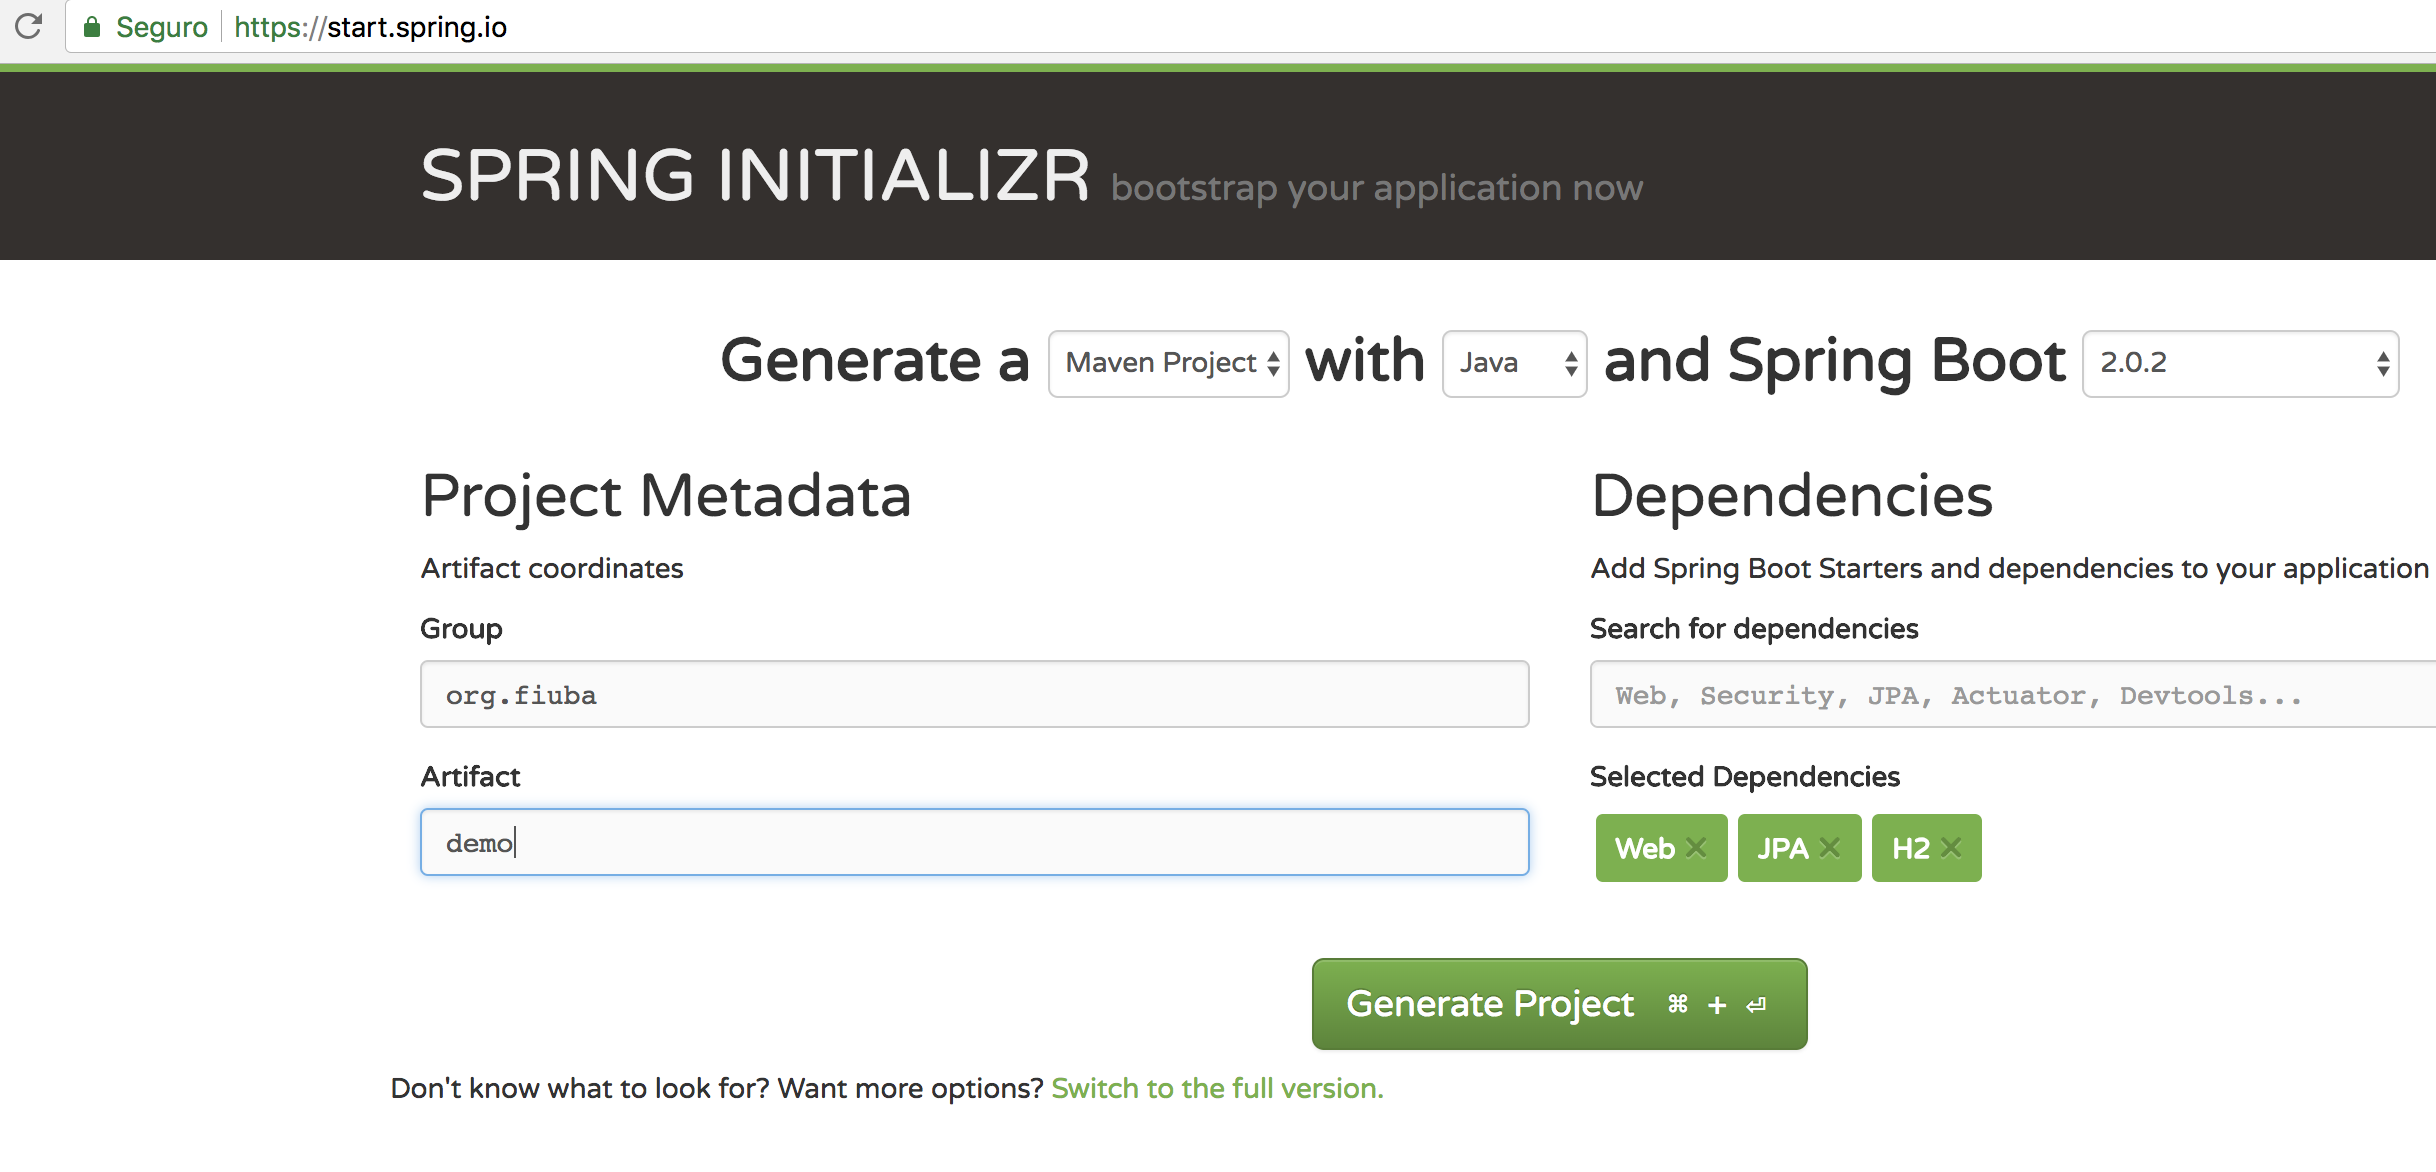 Seguro https://start.spring.io
SPRING INITIALIZR bootstrap your application now
Generate a Maven Project with Java and Spring Boot 2.0.2
Project Metadata
Artifact coordinates
Group
org.fiuba
Artifact
demo
Dependencies
Add Spring Boot Starters and dependencies to your application
Search for dependencies
Web, Security, JPA, Actuator, Devtools...
Selected Dependencies
Web × JPA × H2 ×
Generate Project ⌘ + ⏎
Don't know what to look for? Want more options? Switch to the full version.